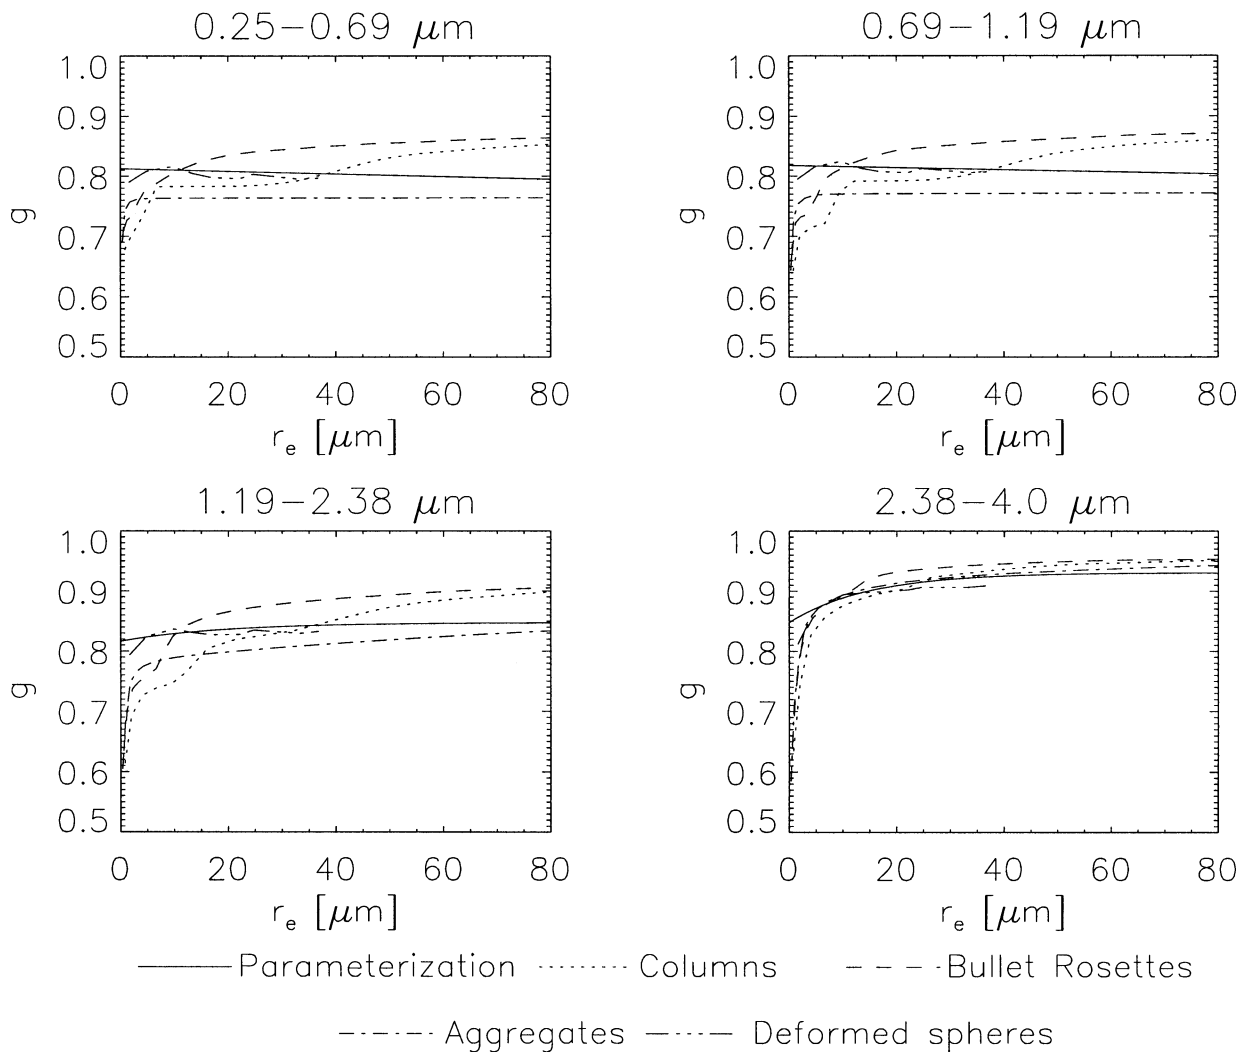 0.25−0.69 μm
0.69−1.19 μm
1.0
0.9
0.8
0.7
0.6
0.5
g
0 20 40 60 80
r_e [μm]
1.0
0.9
0.8
0.7
0.6
0.5
g
0 20 40 60 80
r_e [μm]
1.19−2.38 μm
2.38−4.0 μm
1.0
0.9
0.8
0.7
0.6
0.5
g
0 20 40 60 80
r_e [μm]
1.0
0.9
0.8
0.7
0.6
0.5
g
0 20 40 60 80
r_e [μm]
Parameterization Columns Bullet Rosettes
Aggregates Deformed spheres